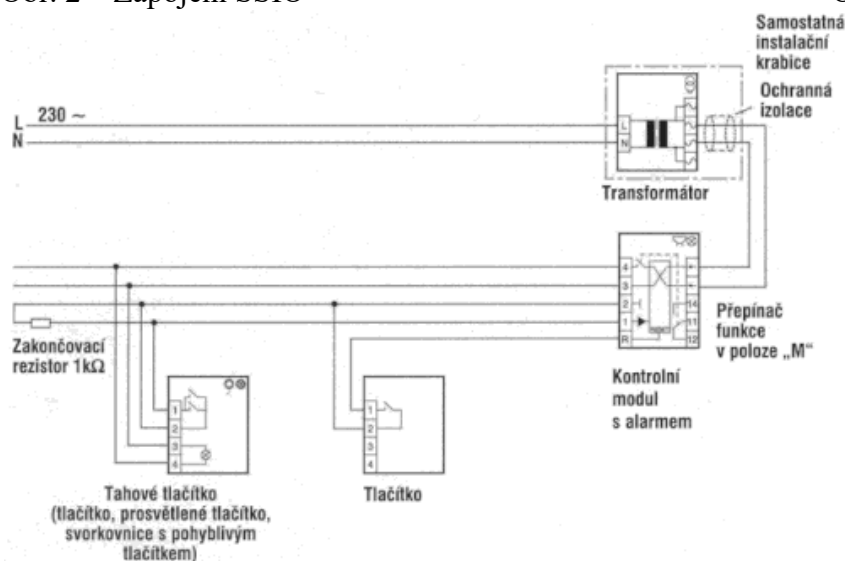 Samostatná
instalační
krabice
Ochranná
izolace
L 230 ~
N
L
N
Transformátor
4
3
2
1
R
14
11
12
Přepínač
funkce
v poloze „M“
Zakončovací
rezistor 1kΩ
Kontrolní
modul
s alarmem
1
2
3
4
1
2
3
4
Tahové tlačítko
(tlačítko, prosvětlené tlačítko,
svorkovnice s pohyblivým
tlačítkem)
Tlačítko